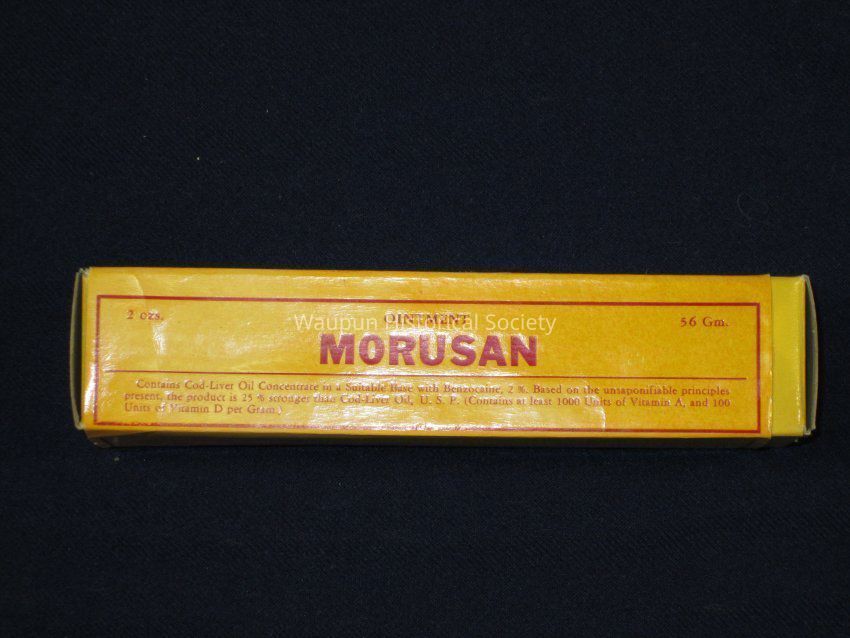 2 ozs.
OINTMENT
56 Gm.
Waupun Historical Society
MORUSAN
Contains Cod-Liver Oil Concentrate in a Suitable Base with Benzocaine, 2 %. Based on the unsaponifiable principles
present, the product is 25 % stronger than Cod-Liver Oil, U. S. P. (Contains at least 1000 Units of Vitamin A, and 100
Units of Vitamin D per Gram.)